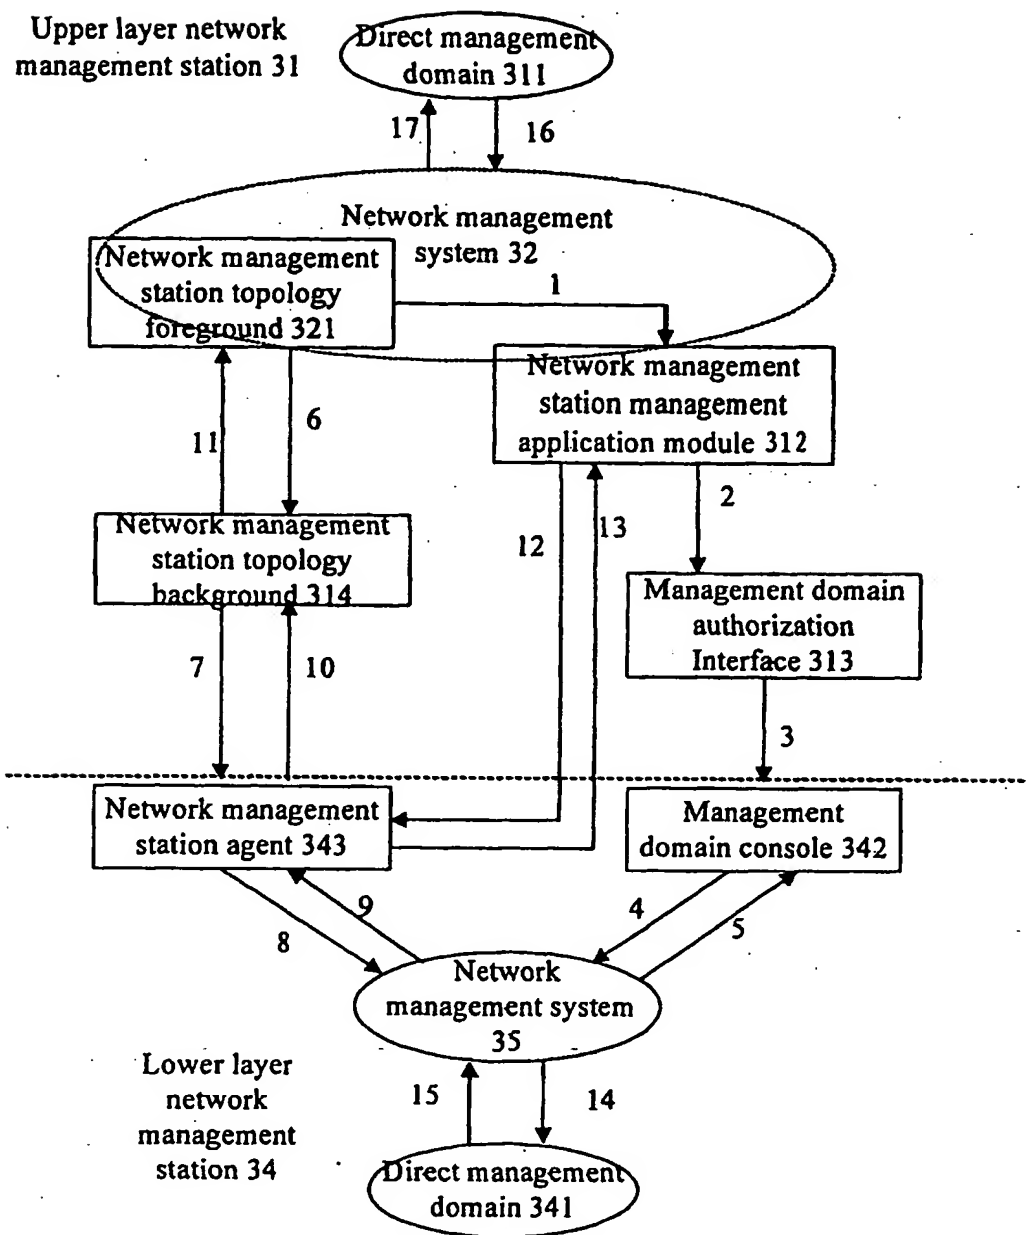 Upper layer network
management station 31
Direct management
domain 311
17
16
Network management
system 32
Network management
station topology
foreground 321
1
Network management
station management
application module 312
11
6
2
12
13
Network management
station topology
background 314
Management domain
authorization
Interface 313
7
10
3
Network management
station agent 343
Management
domain console 342
8
9
4
5
Network
management system
35
Lower layer
network
management
station 34
15
14
Direct management
domain 341